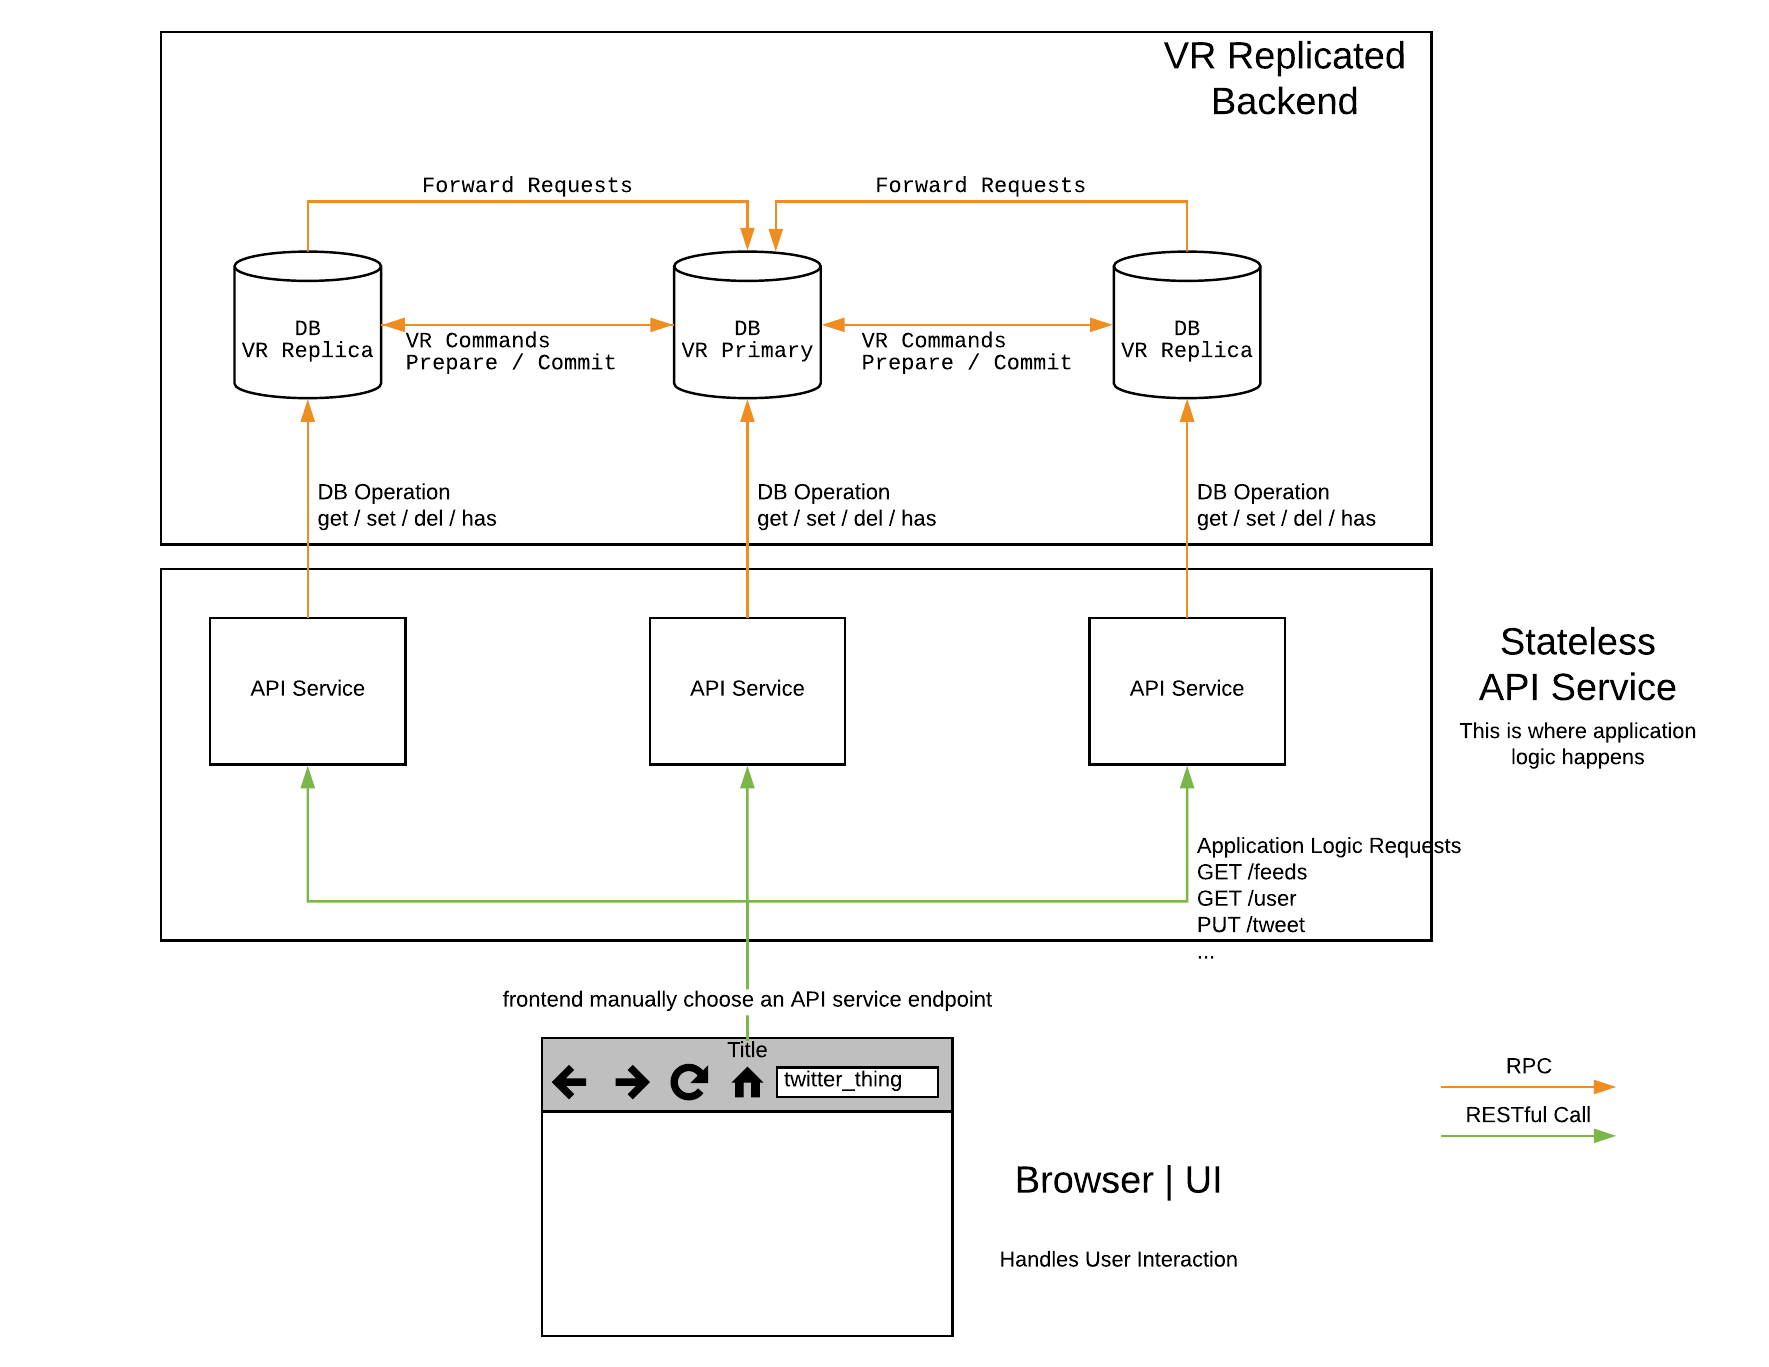 VR Replicated
Backend
Forward Requests
Forward Requests
DB
VR Replica
VR Commands
Prepare / Commit
DB
VR Primary
VR Commands
Prepare / Commit
DB
VR Replica
DB Operation
get / set / del / has
DB Operation
get / set / del / has
DB Operation
get / set / del / has
API Service
API Service
API Service
Stateless
API Service
This is where application
logic happens
Application Logic Requests
GET /feeds
GET /user
PUT /tweet
...
frontend manually choose an API service endpoint
Title
twitter_thing
RPC
RESTful Call
Browser | UI
Handles User Interaction